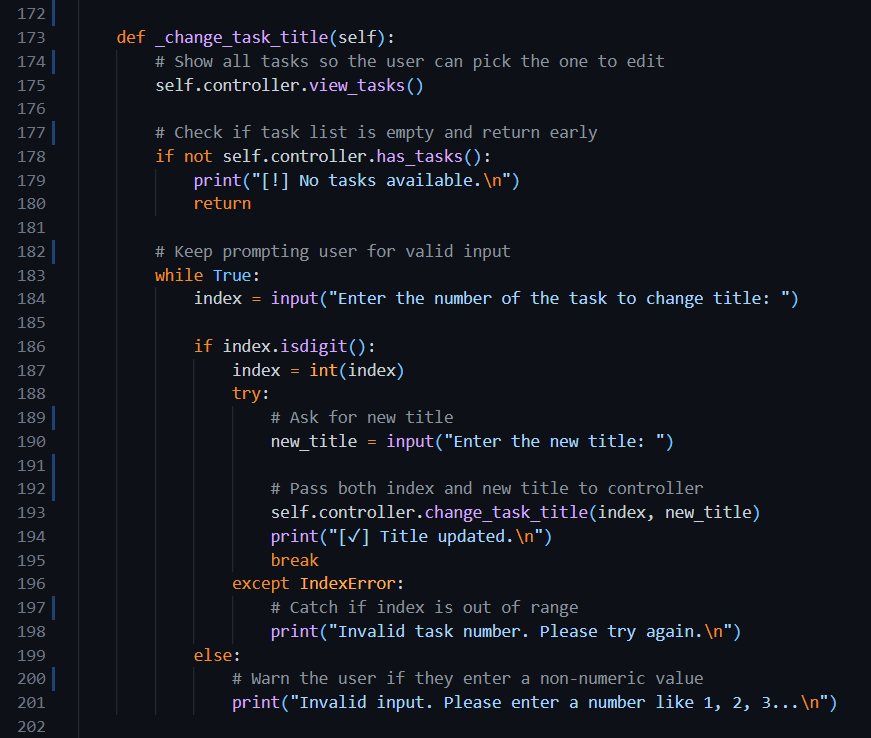 172
173 def _change_task_title(self):
174 # Show all tasks so the user can pick the one to edit
175 self.controller.view_tasks()
176
177 # Check if task list is empty and return early
178 if not self.controller.has_tasks():
179 print("[!] No tasks available.\n")
180 return
181
182 # Keep prompting user for valid input
183 while True:
184 index = input("Enter the number of the task to change title: ")
185
186 if index.isdigit():
187 index = int(index)
188 try:
189 # Ask for new title
190 new_title = input("Enter the new title: ")
191
192 # Pass both index and new title to controller
193 self.controller.change_task_title(index, new_title)
194 print("[✓] Title updated.\n")
195 break
196 except IndexError:
197 # Catch if index is out of range
198 print("Invalid task number. Please try again.\n")
199 else:
200 # Warn the user if they enter a non-numeric value
201 print("Invalid input. Please enter a number like 1, 2, 3...\n")
202